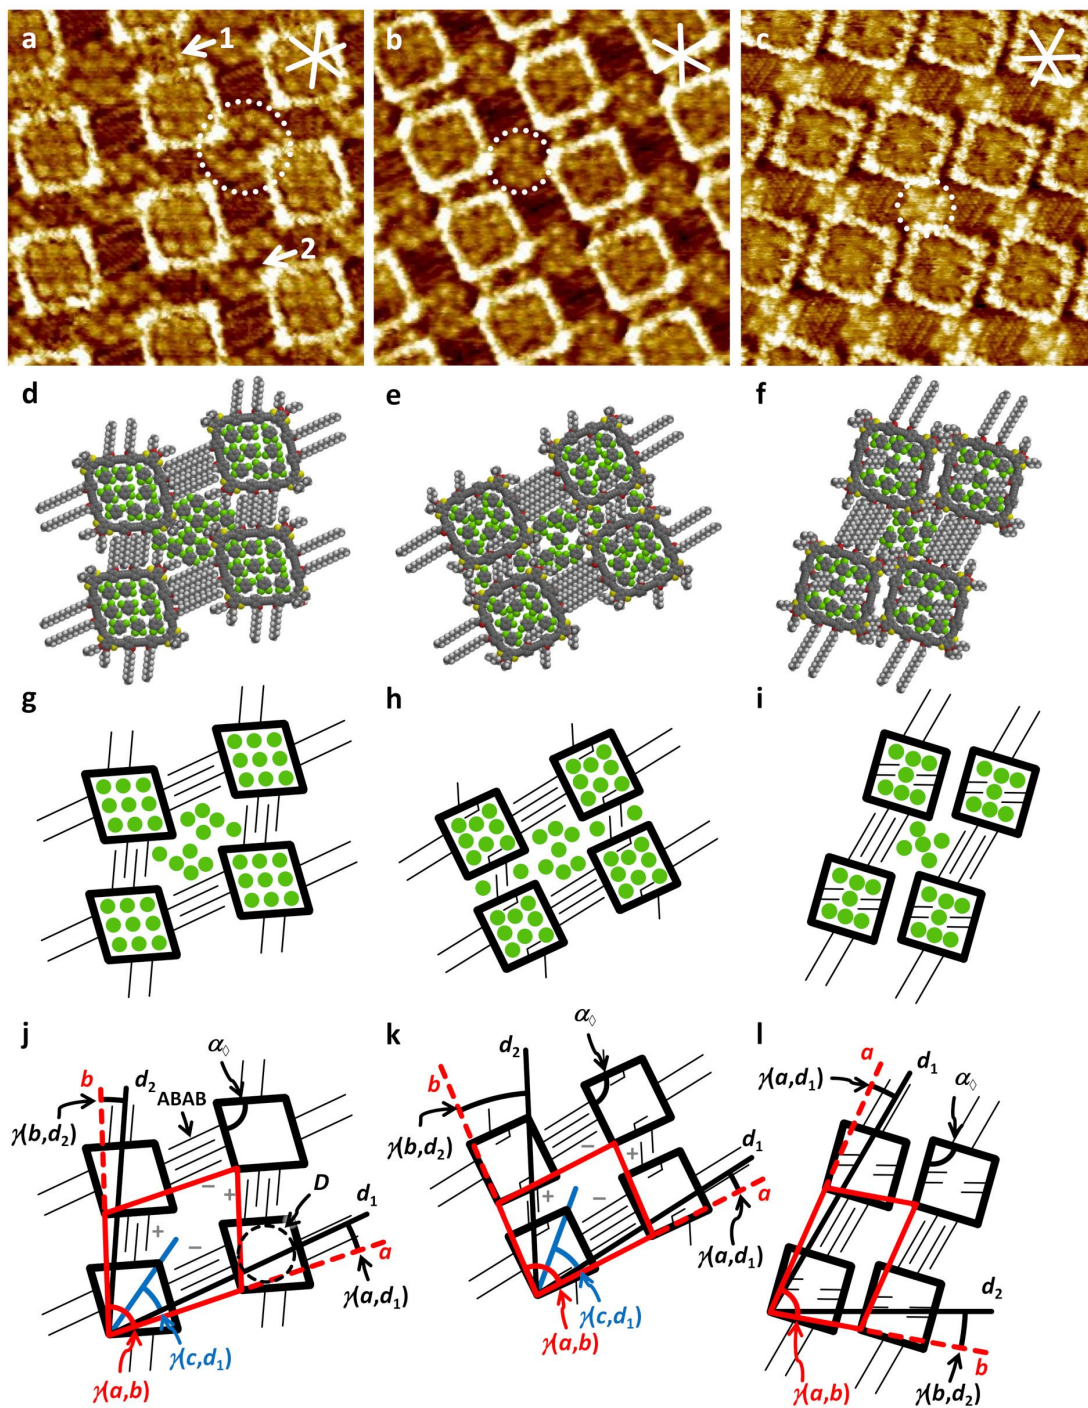 a
1
2
b
c
d
e
f
g
h
i
j
α◊
b
d₂
ABAB
γ(b,d₂)
D
d₁
a
γ(a,d₁)
γ(c,d₁)
γ(a,b)
+
−
−
+
k
α◊
d₂
b
γ(b,d₂)
d₁
a
γ(a,d₁)
γ(c,d₁)
γ(a,b)
−
+
+
−
l
a
d₁
γ(a,d₁)
α◊
d₂
b
γ(b,d₂)
γ(a,b)